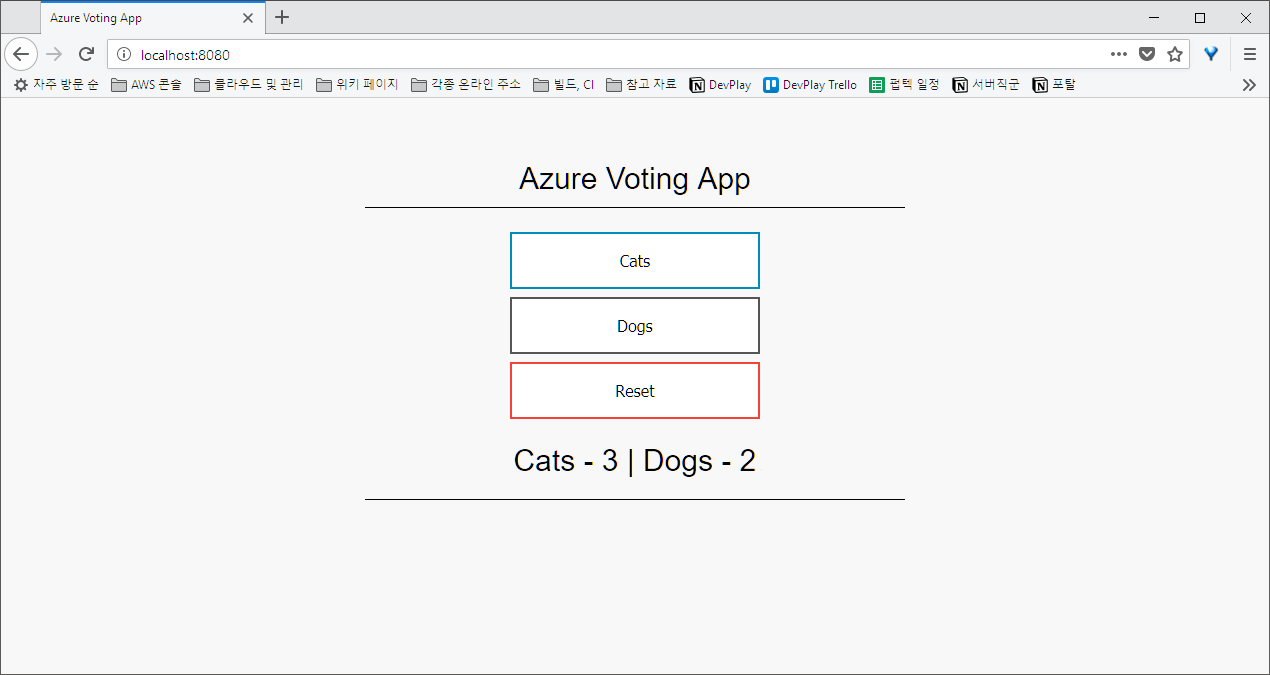 Azure Voting App
localhost:8080
자주 방문 순 AWS 콘솔 클라우드 및 관리 위키 페이지 각종 온라인 주소 빌드, CI 참고 자료 DevPlay DevPlay Trello 펍텍 일정 서버직군 포탈
Azure Voting App
Cats
Dogs
Reset
Cats - 3 | Dogs - 2